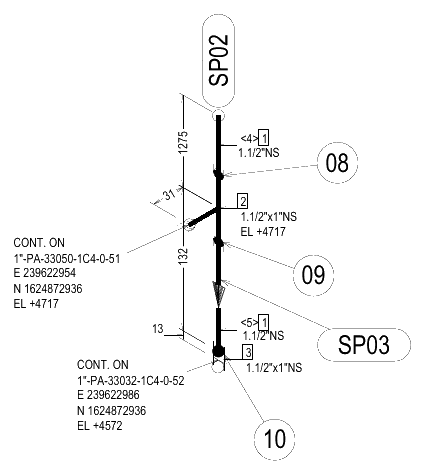 SP02
<4> 1
1.1/2"NS
1275
08
31
2
1.1/2"x1"NS
EL +4717
CONT. ON
1"-PA-33050-1C4-0-51
E 239622954
N 1624872936
EL +4717
132
09
13
<5> 1
1.1/2"NS
SP03
3
1.1/2"x1"NS
CONT. ON
1"-PA-33032-1C4-0-52
E 239622986
N 1624872936
EL +4572
10